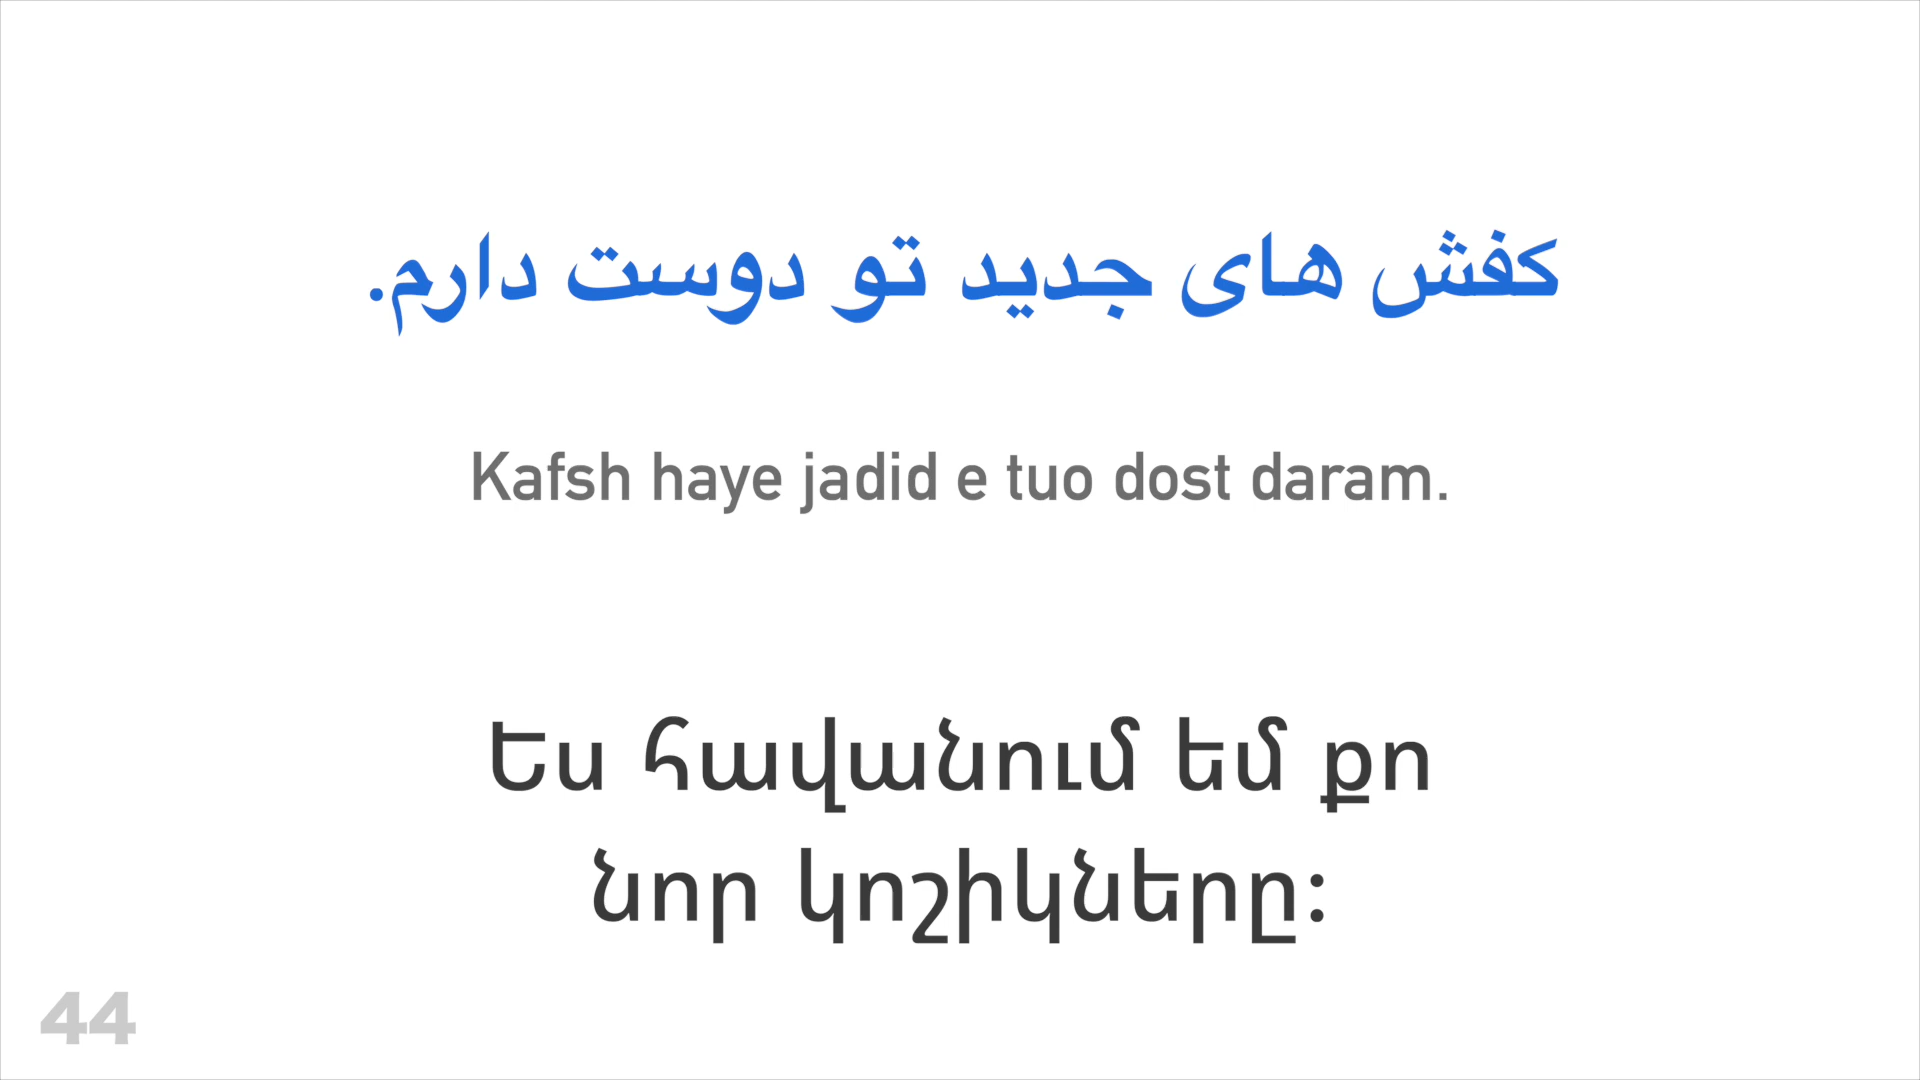 کفش های جدید تو دوست دارم.
Kafsh haye jadid e tuo dost daram.
Ես հավանում եմ քո
նոր կոշիկները:
44